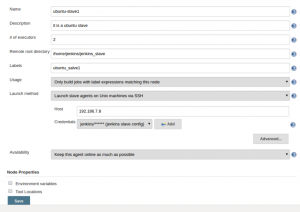 Name
ubuntu-slave1
Description
it is a ubuntu slave
# of executors
2
Remote root directory
/home/jenkins/jenkins_slave
Labels
ubuntu_salve1
Usage
Only build jobs with label expressions matching this node
Launch method
Launch slave agents on Unix machines via SSH
Host
192.168.7.8
Credentials
jenkins/****** (jenkins slave config)
Add
Advanced...
Availability
Keep this agent online as much as possible
Node Properties
Environment variables
Tool Locations
Save